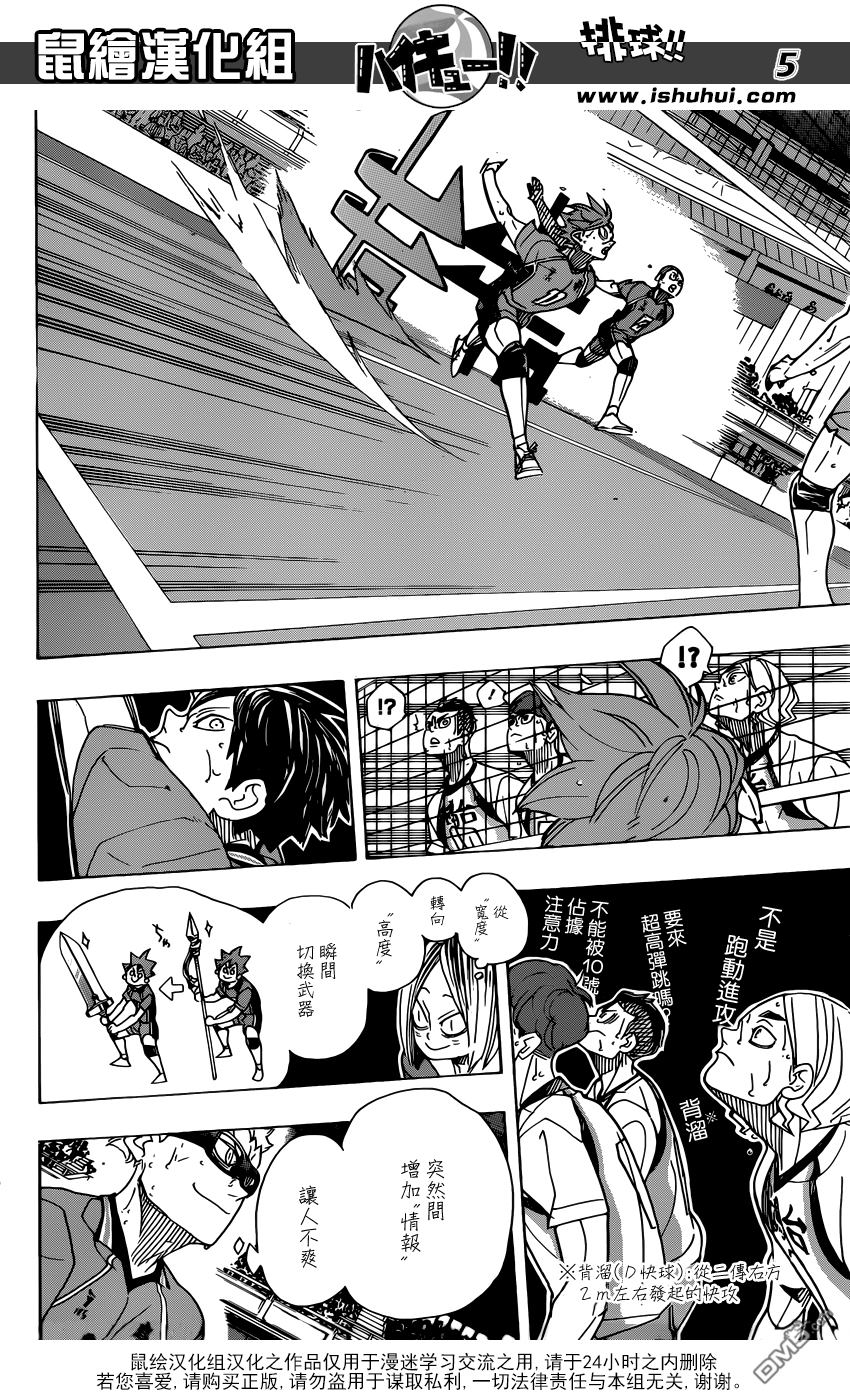 鼠繪漢化組
ハイキュー!!
排球!!
5
www.ishuhui.com
!?
!
!?
不是
跑動進攻
要來
超高彈跳嗎?
不能被10號
佔據
注意力
背溜※
※背溜(D快球):從二傳右方
2m左右發起的快攻
從
"寬度"
轉向
"高度"
瞬間
切換武器
突然間
增加"情報"
讓人不爽
鼠绘汉化组汉化之作品仅用于漫迷学习交流之用, 请于24小时之内删除
若您喜爱, 请购买正版, 请勿盗用于谋取私利, 一切法律责任与本组无关, 谢谢.